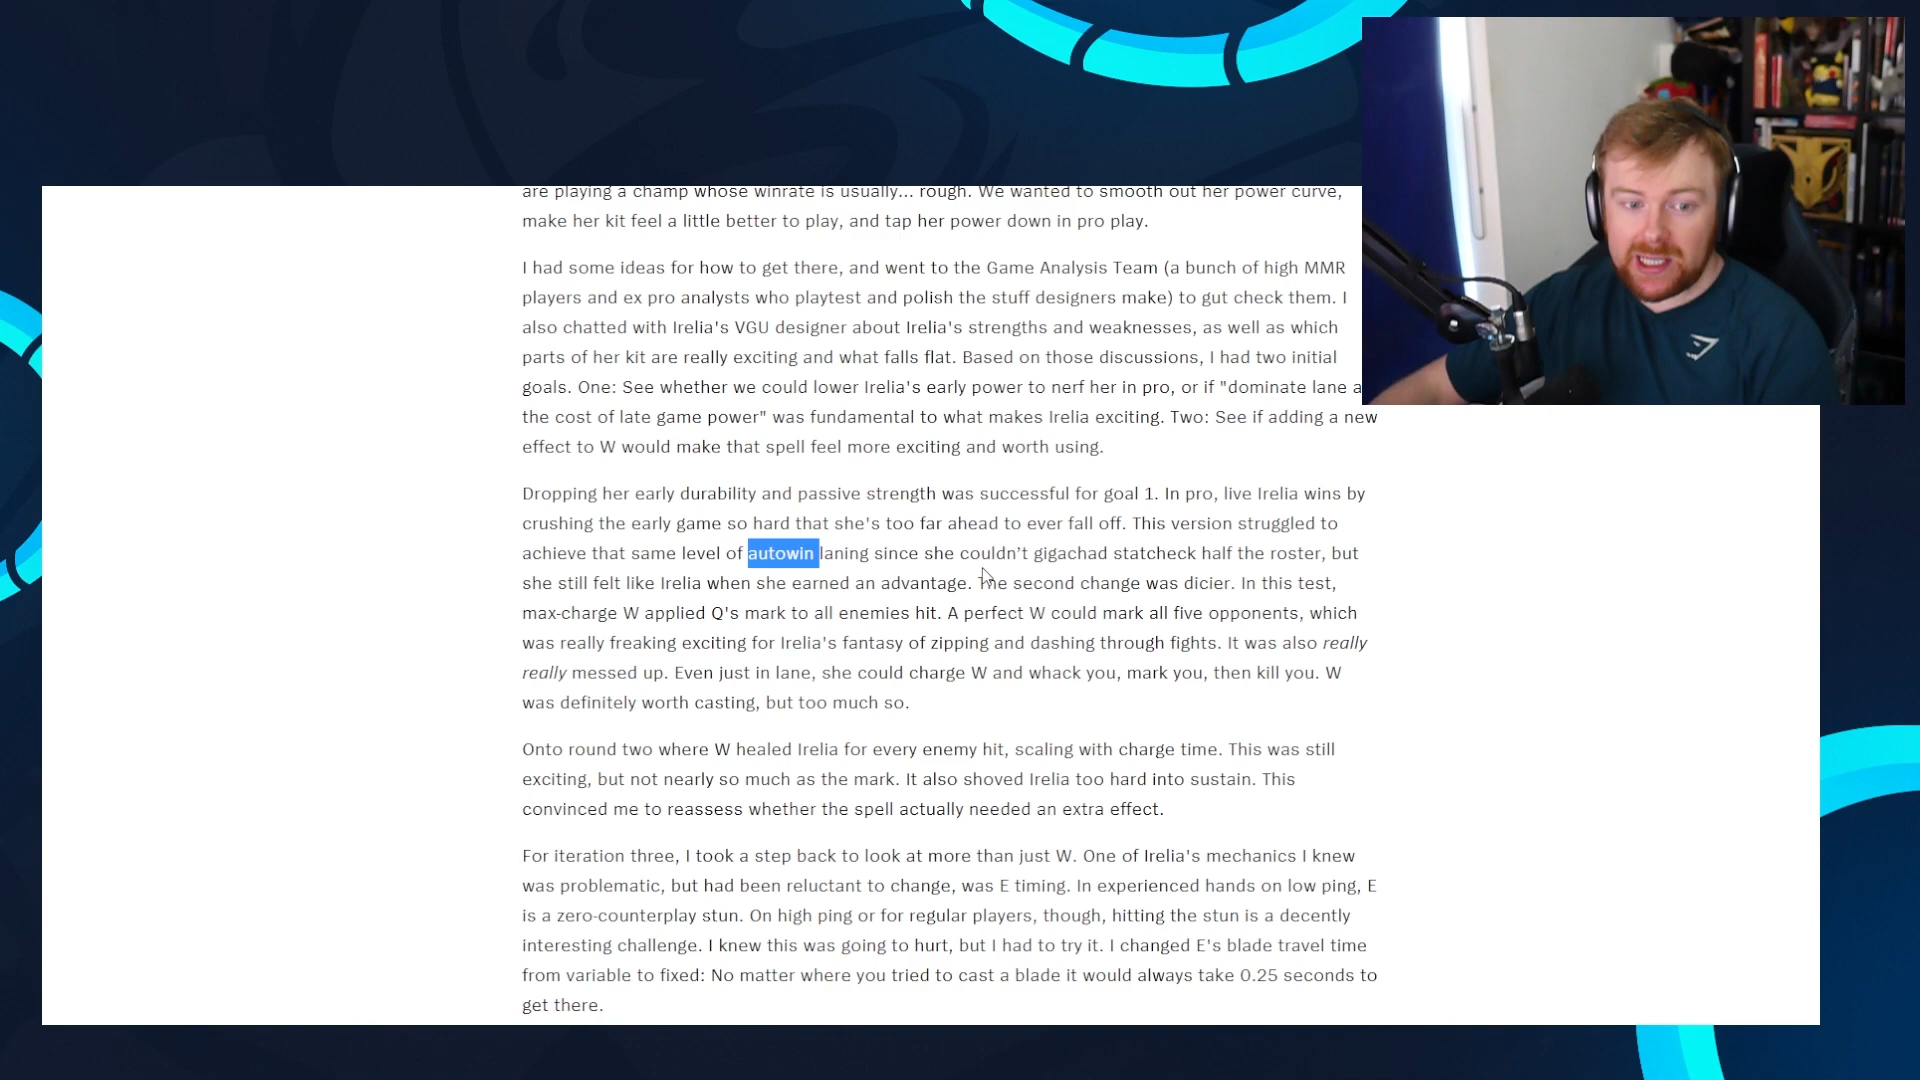 are playing a champ whose winrate is usually... rough. We wanted to smooth out her power curve,
make her kit feel a little better to play, and tap her power down in pro play.
I had some ideas for how to get there, and went to the Game Analysis Team (a bunch of high MMR
players and ex pro analysts who playtest and polish the stuff designers make) to gut check them. I
also chatted with Irelia's VGU designer about Irelia's strengths and weaknesses, as well as which
parts of her kit are really exciting and what falls flat. Based on those discussions, I had two initial
goals. One: See whether we could lower Irelia's early power to nerf her in pro, or if "dominate lane a
the cost of late game power" was fundamental to what makes Irelia exciting. Two: See if adding a new
effect to W would make that spell feel more exciting and worth using.
Dropping her early durability and passive strength was successful for goal 1. In pro, live Irelia wins by
crushing the early game so hard that she's too far ahead to ever fall off. This version struggled to
achieve that same level of autowin laning since she couldn't gigachad statcheck half the roster, but
she still felt like Irelia when she earned an advantage. The second change was dicier. In this test,
max-charge W applied Q's mark to all enemies hit. A perfect W could mark all five opponents, which
was really freaking exciting for Irelia's fantasy of zipping and dashing through fights. It was also really
really messed up. Even just in lane, she could charge W and whack you, mark you, then kill you. W
was definitely worth casting, but too much so.
Onto round two where W healed Irelia for every enemy hit, scaling with charge time. This was still
exciting, but not nearly so much as the mark. It also shoved Irelia too hard into sustain. This
convinced me to reassess whether the spell actually needed an extra effect.
For iteration three, I took a step back to look at more than just W. One of Irelia's mechanics I knew
was problematic, but had been reluctant to change, was E timing. In experienced hands on low ping, E
is a zero-counterplay stun. On high ping or for regular players, though, hitting the stun is a decently
interesting challenge. I knew this was going to hurt, but I had to try it. I changed E's blade travel time
from variable to fixed: No matter where you tried to cast a blade it would always take 0.25 seconds to
get there.